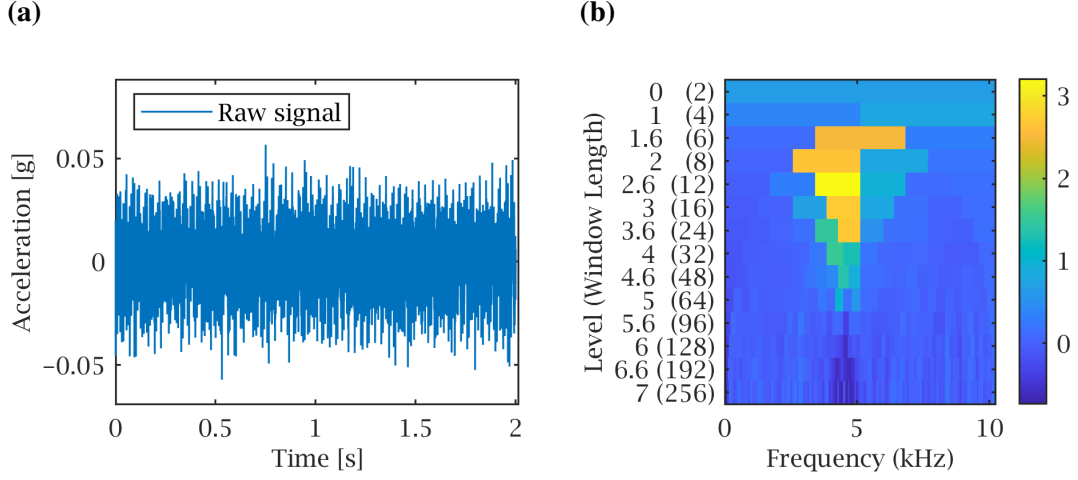 (a)
Raw signal
Acceleration [g]
0.05
0
−0.05
0 0.5 1 1.5 2
Time [s]
(b)
Level (Window Length)
0 (2)
1 (4)
1.6 (6)
2 (8)
2.6 (12)
3 (16)
3.6 (24)
4 (32)
4.6 (48)
5 (64)
5.6 (96)
6 (128)
6.6 (192)
7 (256)
0 5 10
Frequency (kHz)
3
2
1
0